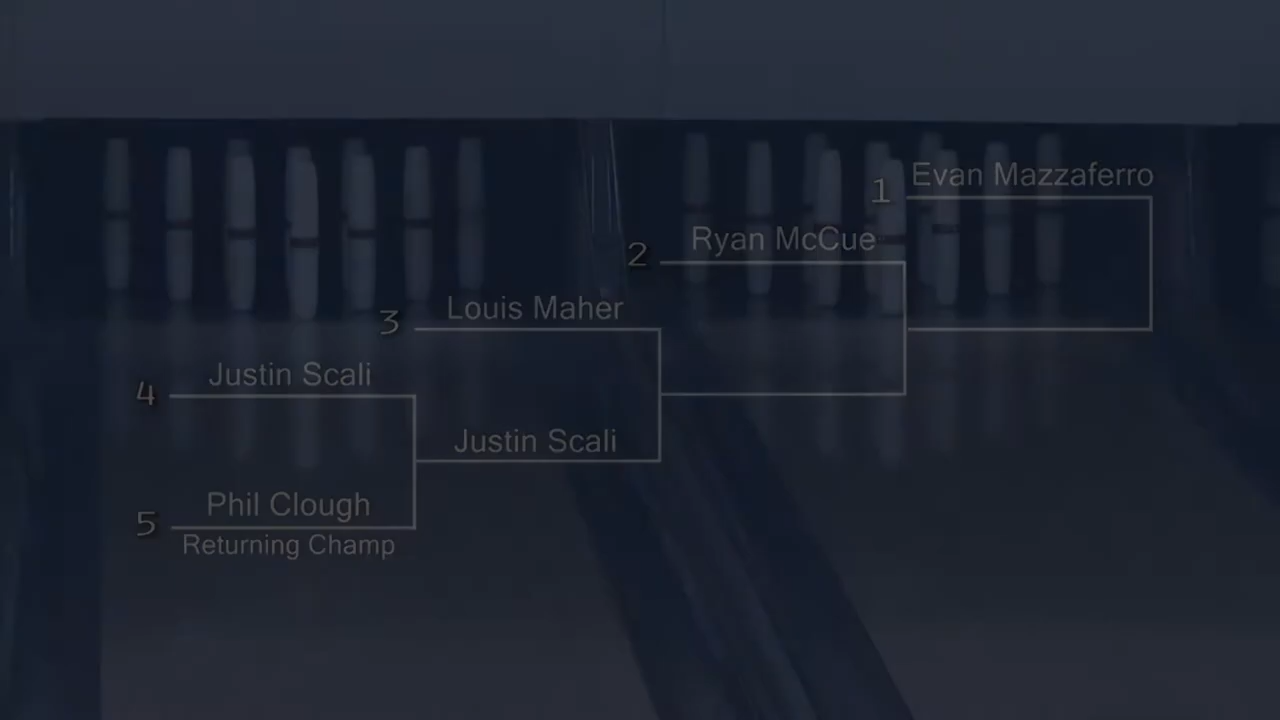 1 Evan Mazzaferro
2 Ryan McCue
3 Louis Maher
4 Justin Scali
Justin Scali
5 Phil Clough
Returning Champ